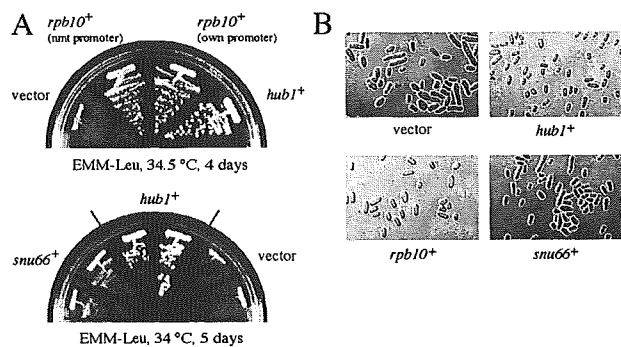 A
rpb10+
(nmt promoter)
rpb10+
(own promoter)
vector
hub1+
EMM-Leu, 34.5 °C, 4 days
hub1+
snu66+
vector
EMM-Leu, 34 °C, 5 days
B
vector
hub1+
rpb10+
snu66+